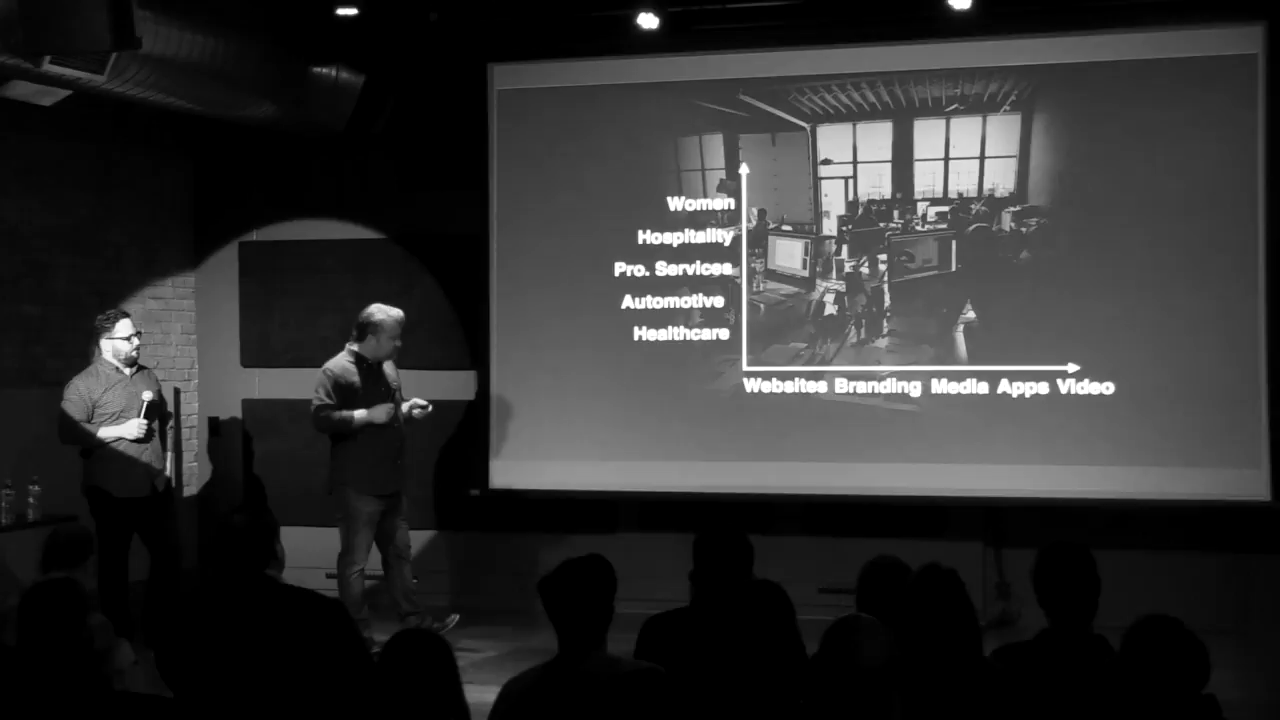 Women
Hospitality
Pro. Services
Automotive
Healthcare
Websites Branding Media Apps Video